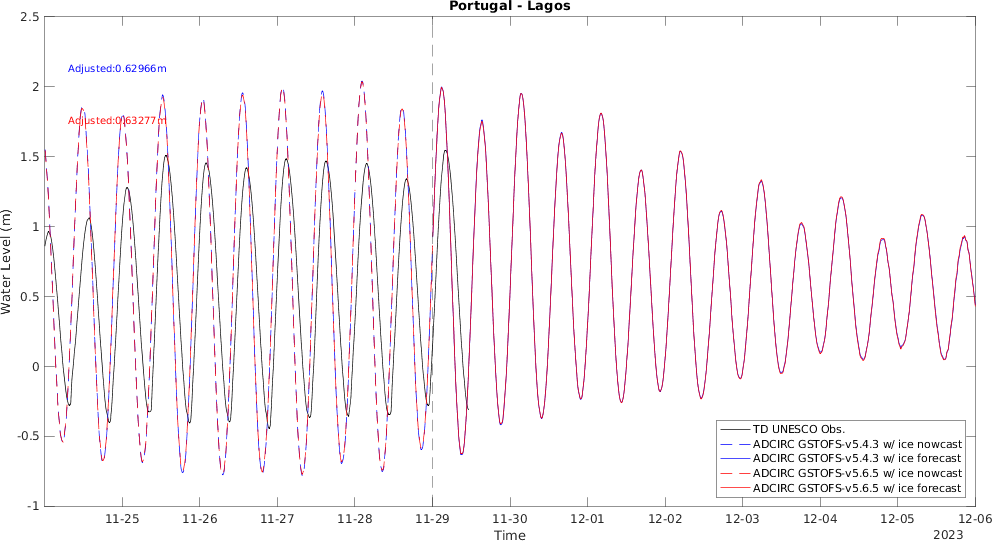 Portugal - Lagos
2.5
2
1.5
1
0.5
0
-0.5
-1
Water Level (m)
Adjusted:0.62966m
Adjusted:0.63277m
TD UNESCO Obs.
ADCIRC GSTOFS-v5.4.3 w/ ice nowcast
ADCIRC GSTOFS-v5.4.3 w/ ice forecast
ADCIRC GSTOFS-v5.6.5 w/ ice nowcast
ADCIRC GSTOFS-v5.6.5 w/ ice forecast
11-25 11-26 11-27 11-28 11-29 11-30 12-01 12-02 12-03 12-04 12-05 12-06
Time
2023